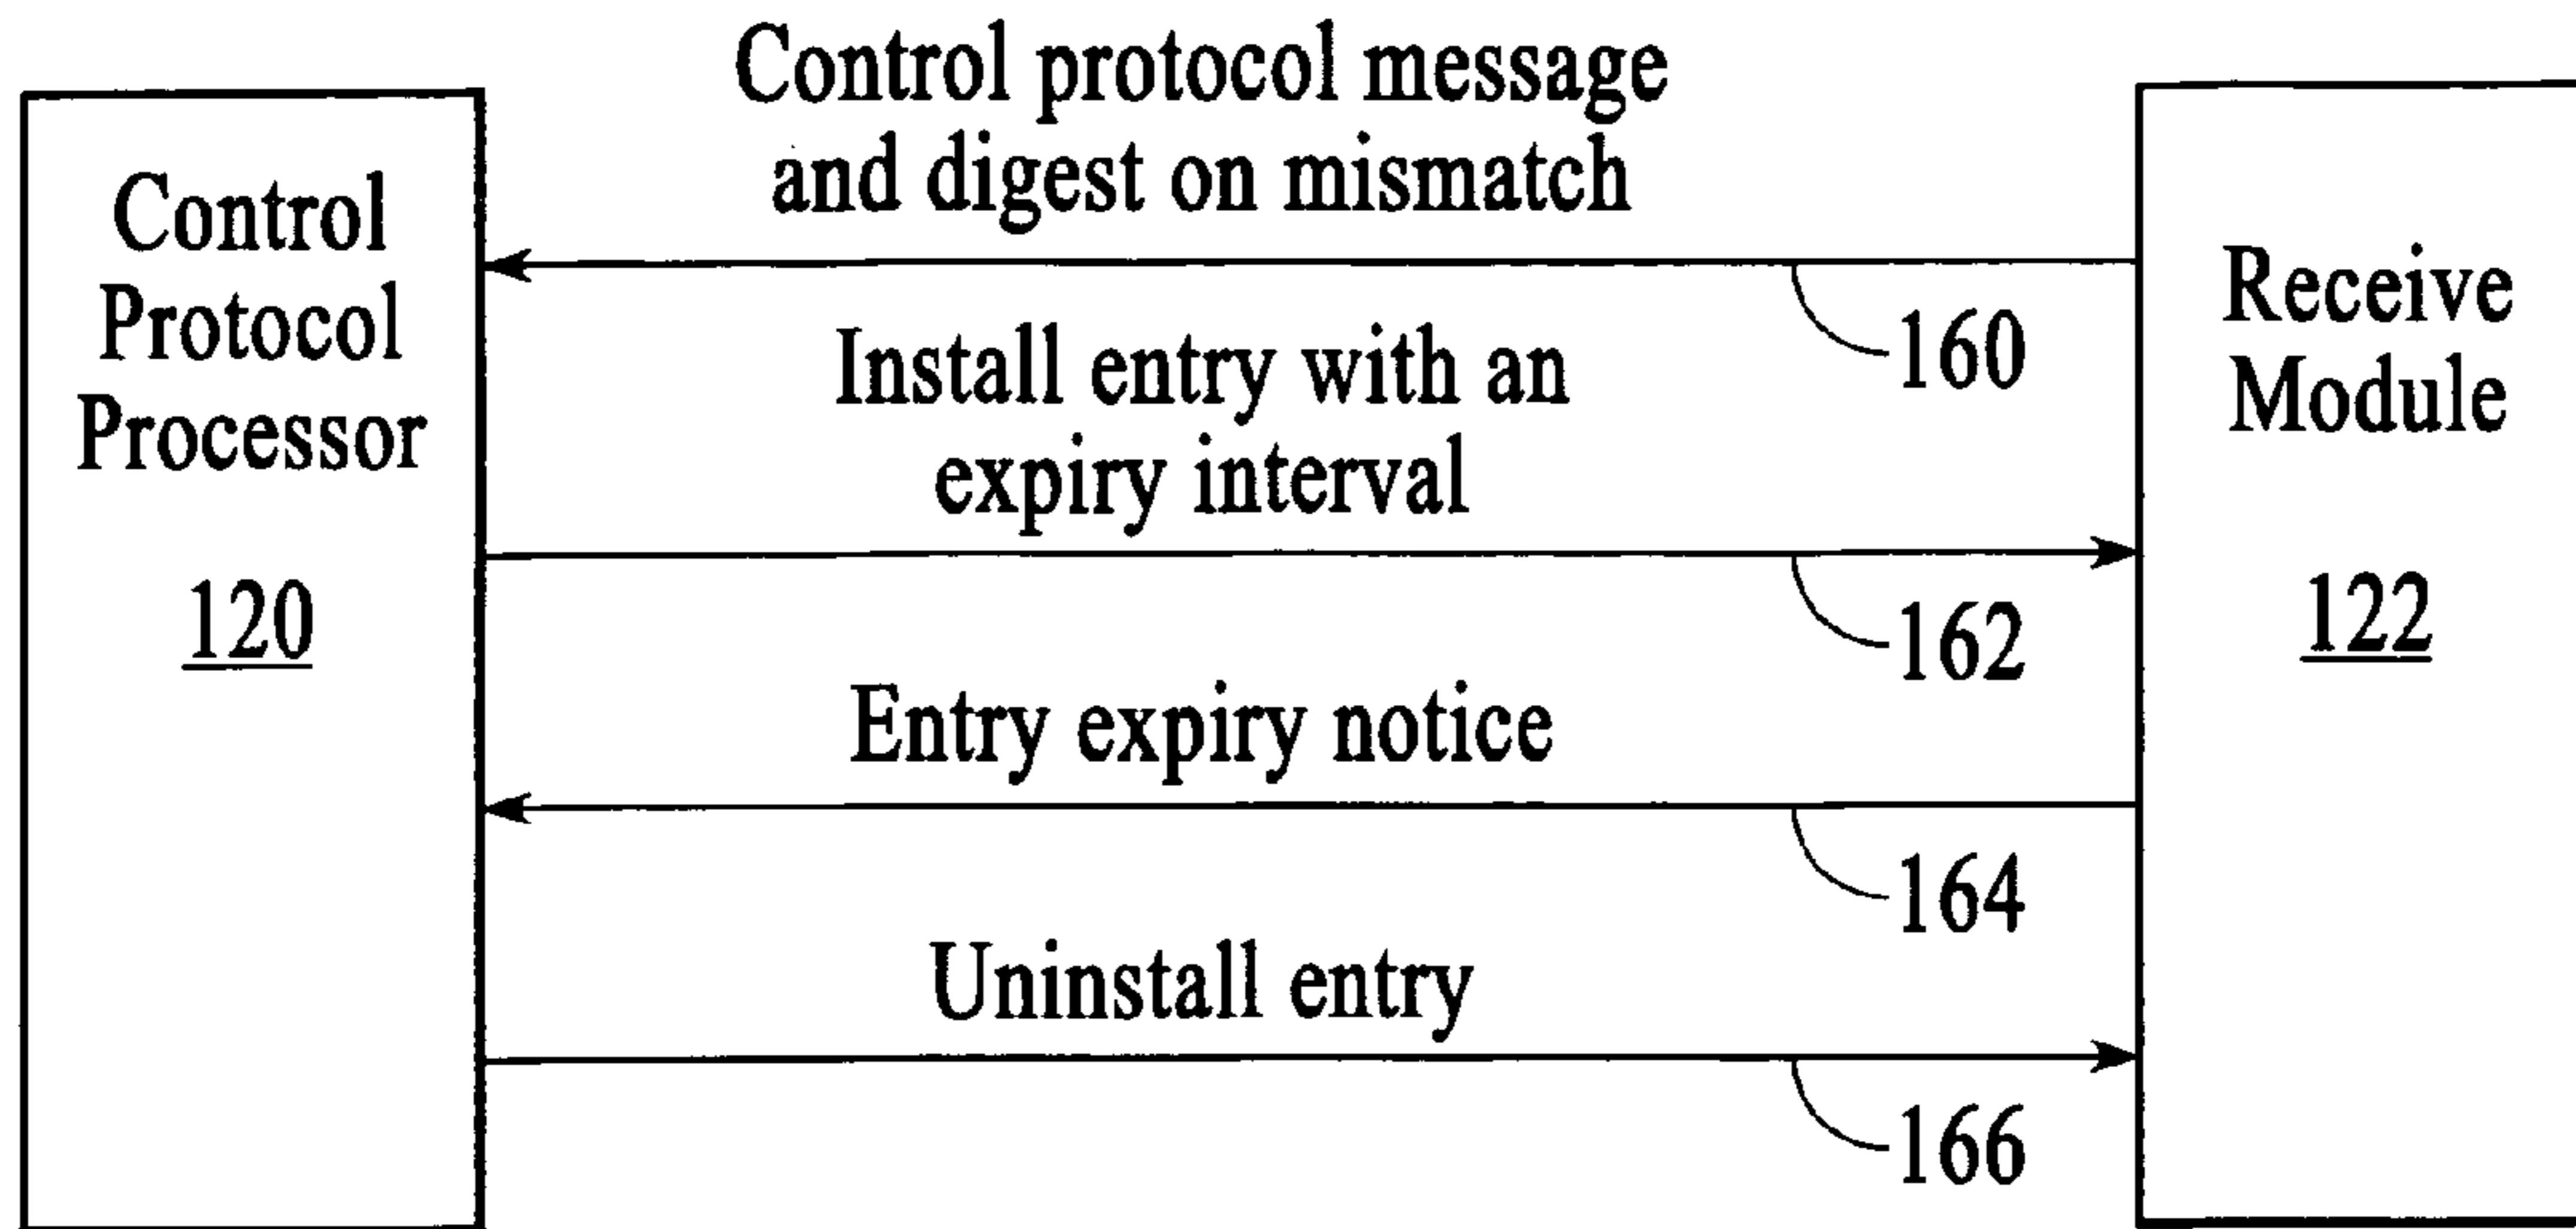 Control protocol message
and digest on mismatch
Control
Protocol
Processor
120
160
Receive
Module
122
Install entry with an
expiry interval
162
Entry expiry notice
164
Uninstall entry
166